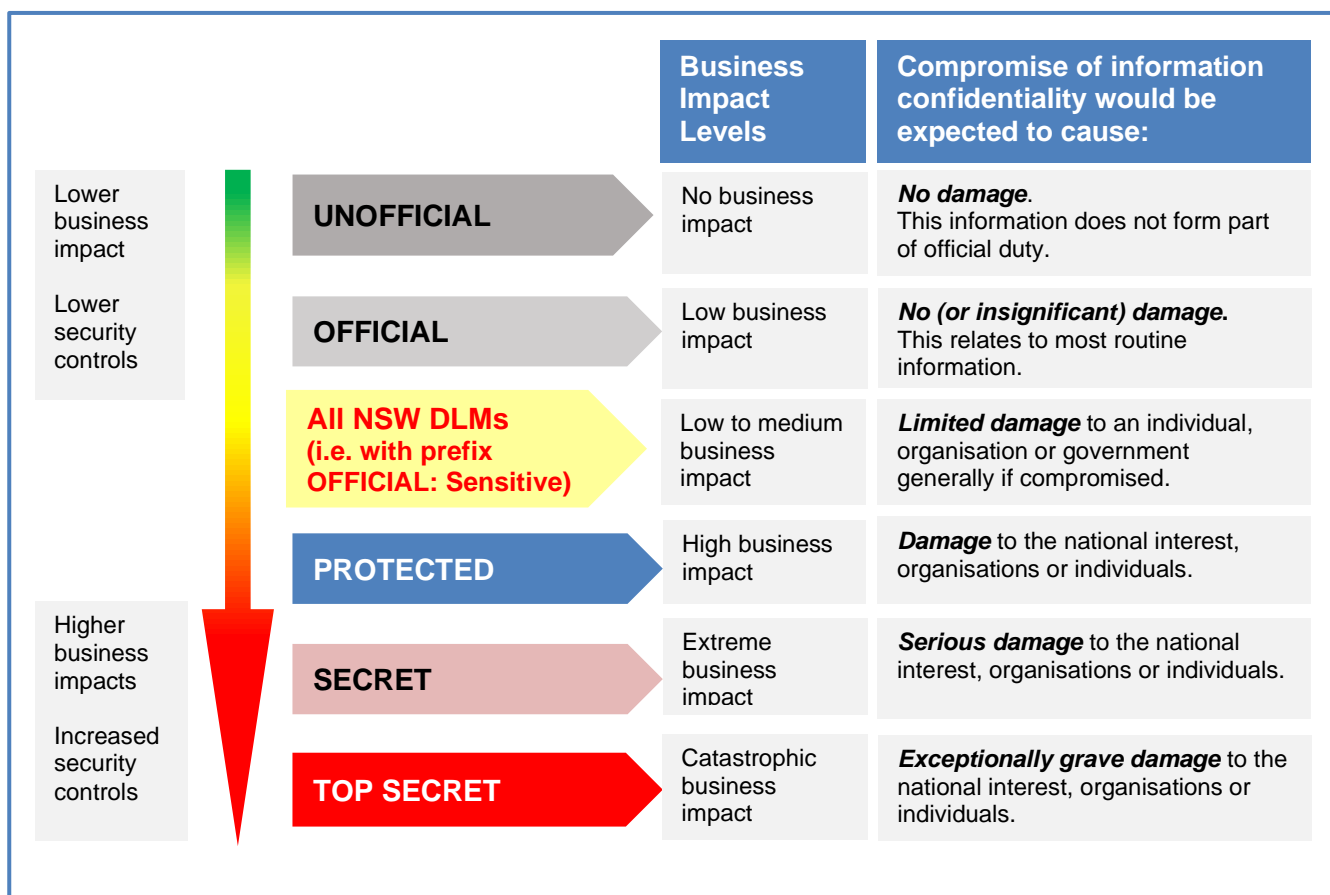 Business
Impact
Levels
Compromise of information
confidentiality would be
expected to cause:
Lower
business
impact
Lower
security
controls
UNOFFICIAL
No business
impact
No damage.
This information does not form part
of official duty.
OFFICIAL
Low business
impact
No (or insignificant) damage.
This relates to most routine
information.
All NSW DLMs
(i.e. with prefix
OFFICIAL: Sensitive)
Low to medium
business
impact
Limited damage to an individual,
organisation or government
generally if compromised.
PROTECTED
High business
impact
Damage to the national interest,
organisations or individuals.
Higher
business
impacts
Increased
security
controls
SECRET
Extreme
business
impact
Serious damage to the national
interest, organisations or individuals.
TOP SECRET
Catastrophic
business
impact
Exceptionally grave damage to the
national interest, organisations or
individuals.